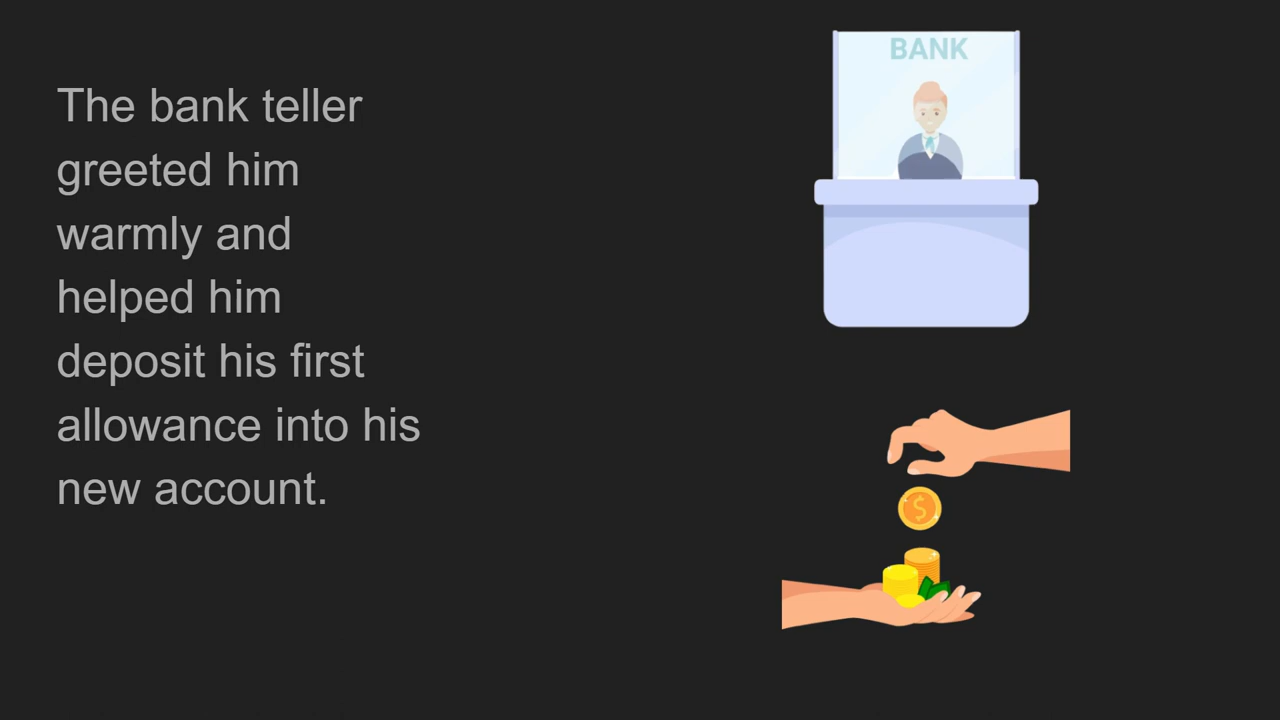 The bank teller
greeted him
warmly and
helped him
deposit his first
allowance into his
new account.
BANK
$